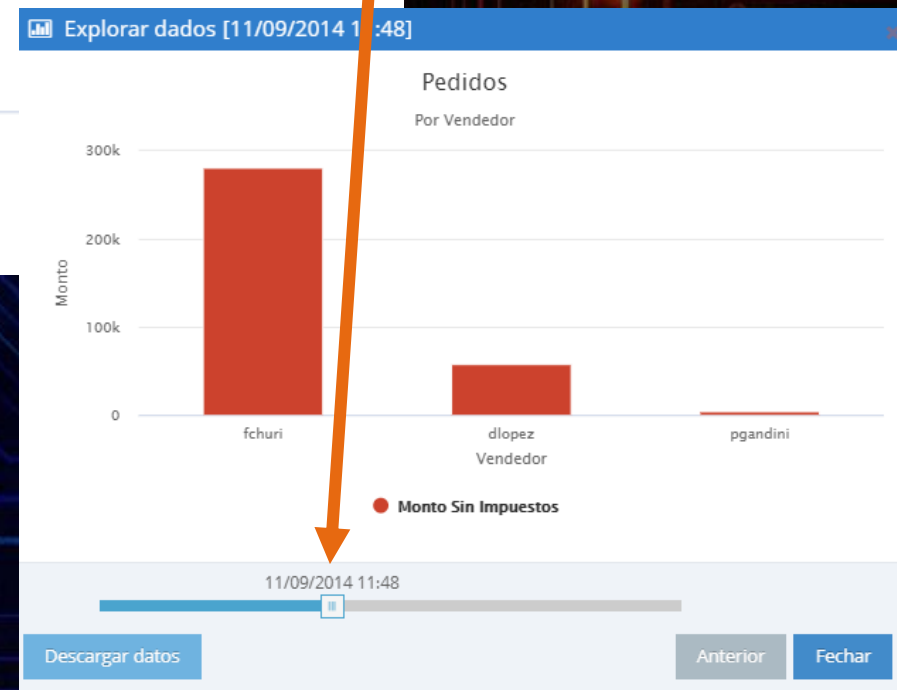 Explorar dados [11/09/2014 11:48]
Pedidos
Por Vendedor
300k
200k
100k
0
Monto
fchuri
dlopez
pgandini
Vendedor
Monto Sin Impuestos
11/09/2014 11:48
Descargar datos
Anterior
Fechar